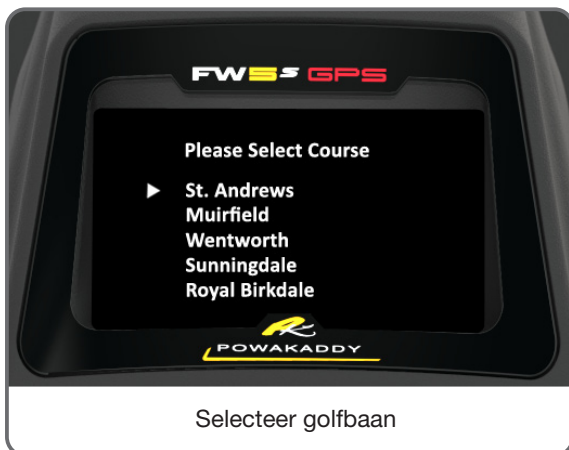 FW5s GPS
Please Select Course
St. Andrews
Muirfield
Wentworth
Sunningdale
Royal Birkdale
POWAKADDY
Selecteer golfbaan